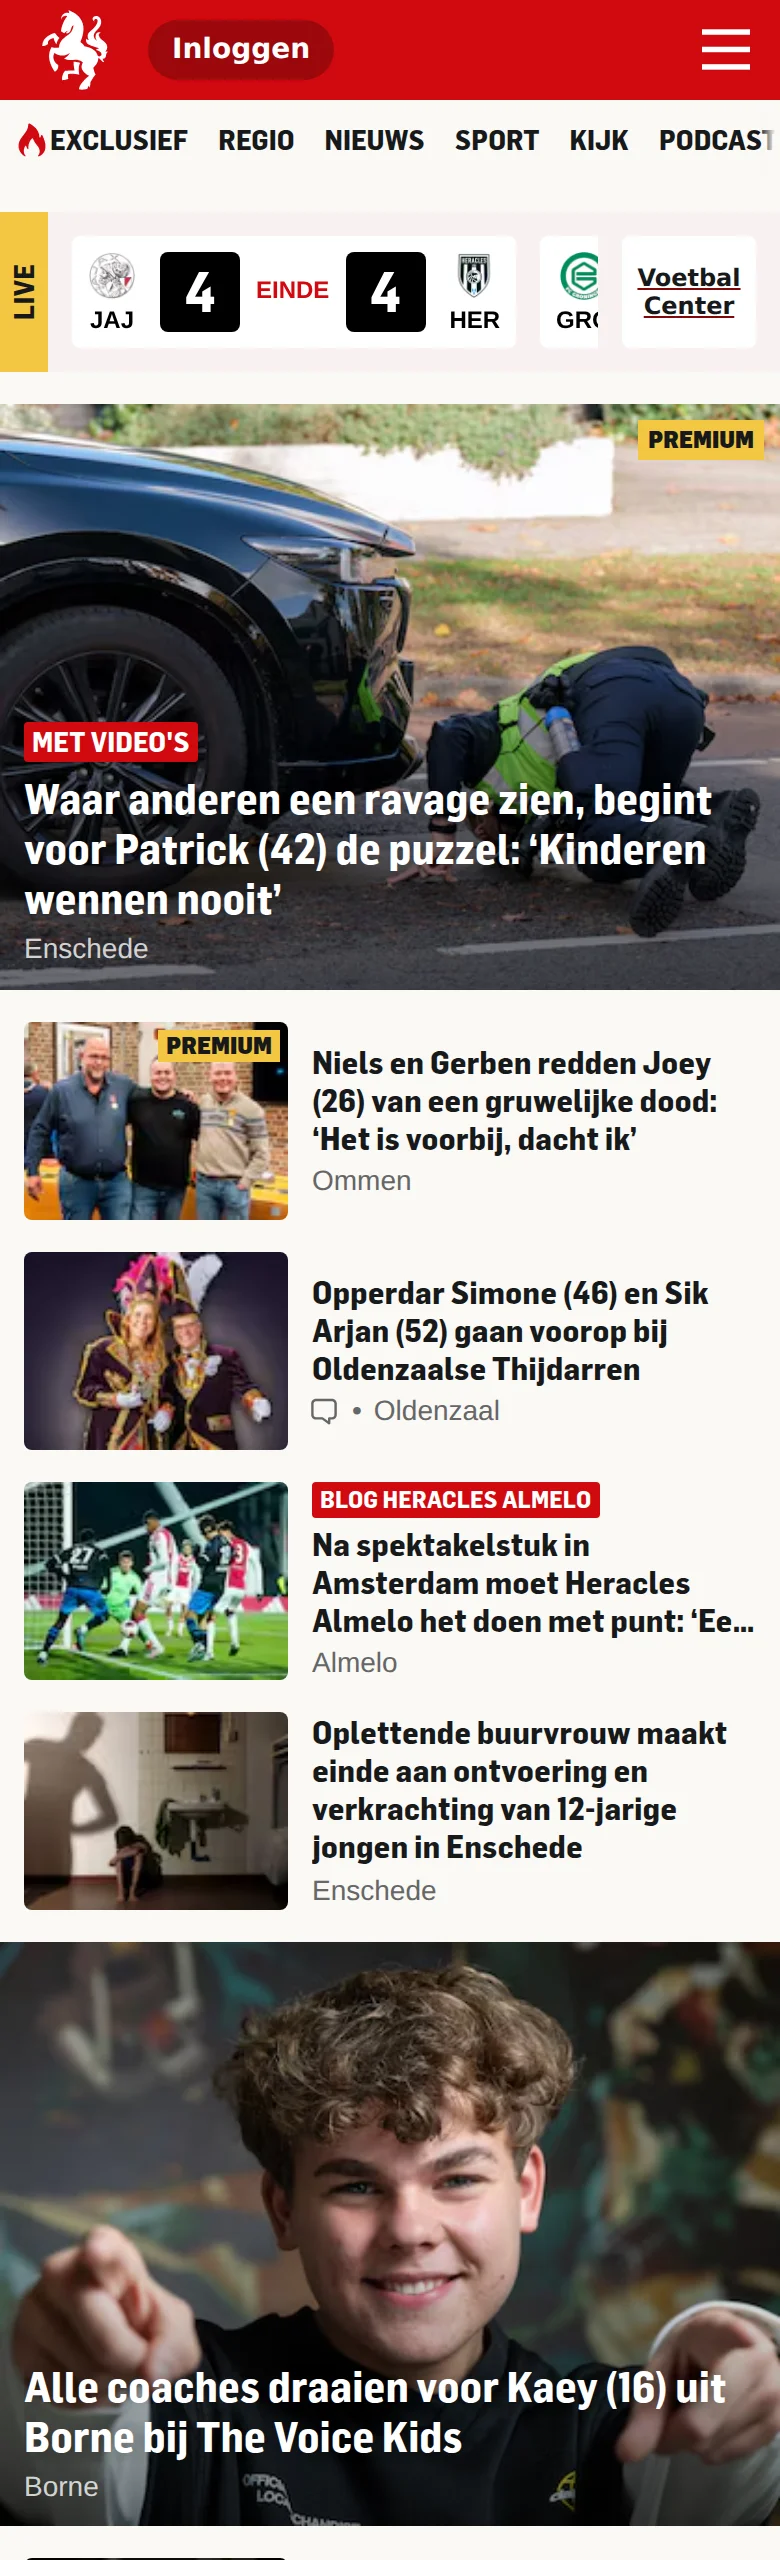 Inloggen
EXCLUSIEF REGIO NIEUWS SPORT KIJK PODCAST
LIVE
JAJ 4 EINDE 4 HER
HERACLES
GRO
Voetbal
Center
PREMIUM
MET VIDEO'S
Waar anderen een ravage zien, begint
voor Patrick (42) de puzzel: ‘Kinderen
wennen nooit’
Enschede
PREMIUM
Niels en Gerben redden Joey
(26) van een gruwelijke dood:
‘Het is voorbij, dacht ik’
Ommen
Opperdar Simone (46) en Sik
Arjan (52) gaan voorop bij
Oldenzaalse Thijdarren
• Oldenzaal
BLOG HERACLES ALMELO
Na spektakelstuk in
Amsterdam moet Heracles
Almelo het doen met punt: ‘Ee...
Almelo
27
3
Oplettende buurvrouw maakt
einde aan ontvoering en
verkrachting van 12-jarige
jongen in Enschede
Enschede
Alle coaches draaien voor Kaey (16) uit
Borne bij The Voice Kids
Borne